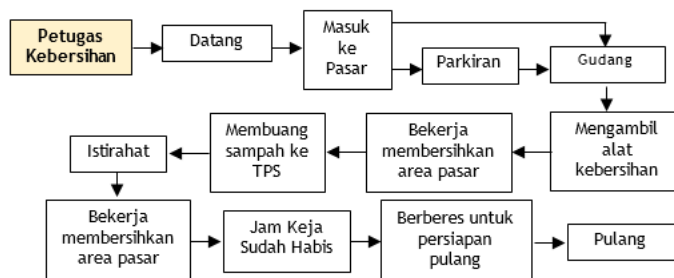 Petugas
Kebersihan
Datang
Masuk
ke
Pasar
Parkiran
Gudang
Mengambil
alat
kebersihan
Bekerja
membersihkan
area pasar
Membuang
sampah ke
TPS
Istirahat
Bekerja
membersihkan
area pasar
Jam Keja
Sudah Habis
Berberes untuk
persiapan
pulang
Pulang